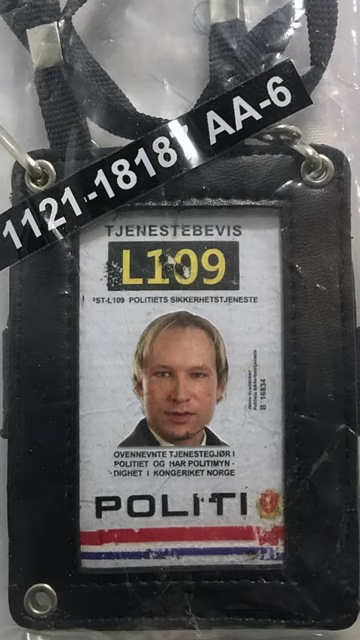 1121-18187 AA-6
TJENESTEBEVIS
L109
PST-L109 POLITIETS SIKKERHETSTJENESTE
B 16834
OVENNEVNTE TJENESTEGJØR I
POLITIET OG HAR POLITIMYN-
DIGHET I KONGERIKET NORGE
POLITI